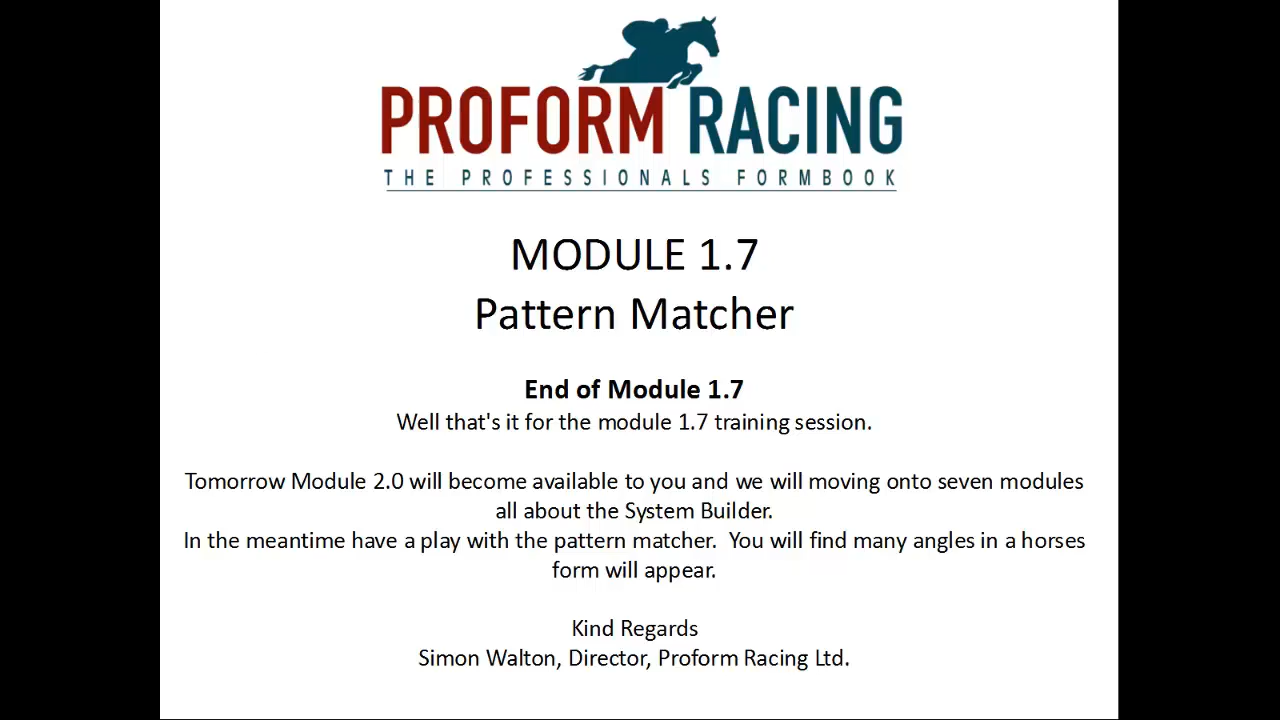 PROFORM RACING
THE PROFESSIONALS FORMBOOK
MODULE 1.7
Pattern Matcher
End of Module 1.7
Well that's it for the module 1.7 training session.
Tomorrow Module 2.0 will become available to you and we will moving onto seven modules
all about the System Builder.
In the meantime have a play with the pattern matcher.  You will find many angles in a horses
form will appear.
Kind Regards
Simon Walton, Director, Proform Racing Ltd.